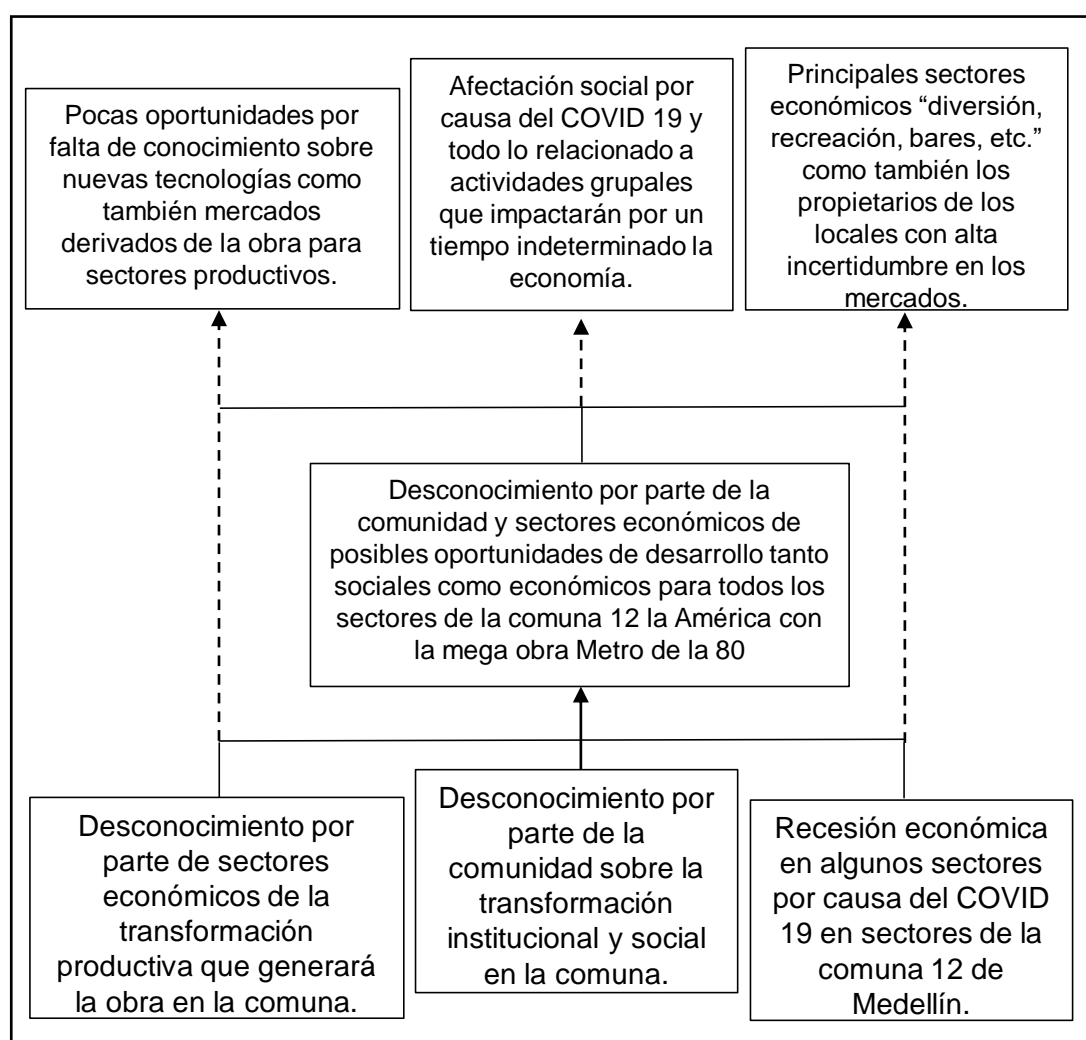 Pocas oportunidades por
falta de conocimiento sobre
nuevas tecnologías como
también mercados
derivados de la obra para
sectores productivos.
Afectación social por
causa del COVID 19 y
todo lo relacionado a
actividades grupales
que impactarán por un
tiempo indeterminado la
economía.
Principales sectores
económicos “diversión,
recreación, bares, etc.”
como también los
propietarios de los
locales con alta
incertidumbre en los
mercados.
Desconocimiento por parte de la
comunidad y sectores económicos de
posibles oportunidades de desarrollo tanto
sociales como económicos para todos los
sectores de la comuna 12 la América con
la mega obra Metro de la 80
Desconocimiento por
parte de sectores
económicos de la
transformación
productiva que generará
la obra en la comuna.
Desconocimiento por
parte de la
comunidad sobre la
transformación
institucional y social
en la comuna.
Recesión económica
en algunos sectores
por causa del COVID
19 en sectores de la
comuna 12 de
Medellín.